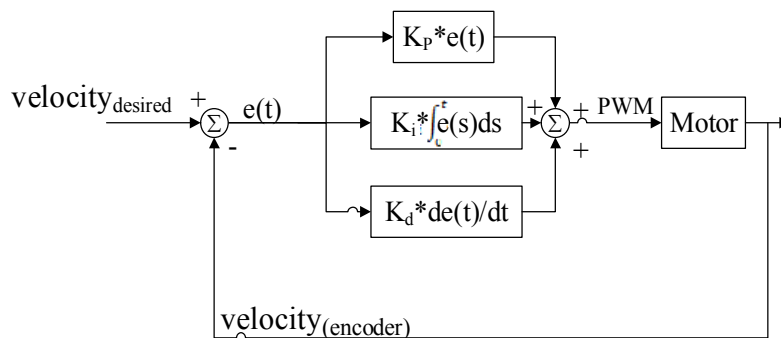 K_P*e(t)
velocity_desired
+
Σ
-
e(t)
K_i*∫e(s)ds
+
Σ
+
+
PWM
Motor
K_d*de(t)/dt
velocity_(encoder)